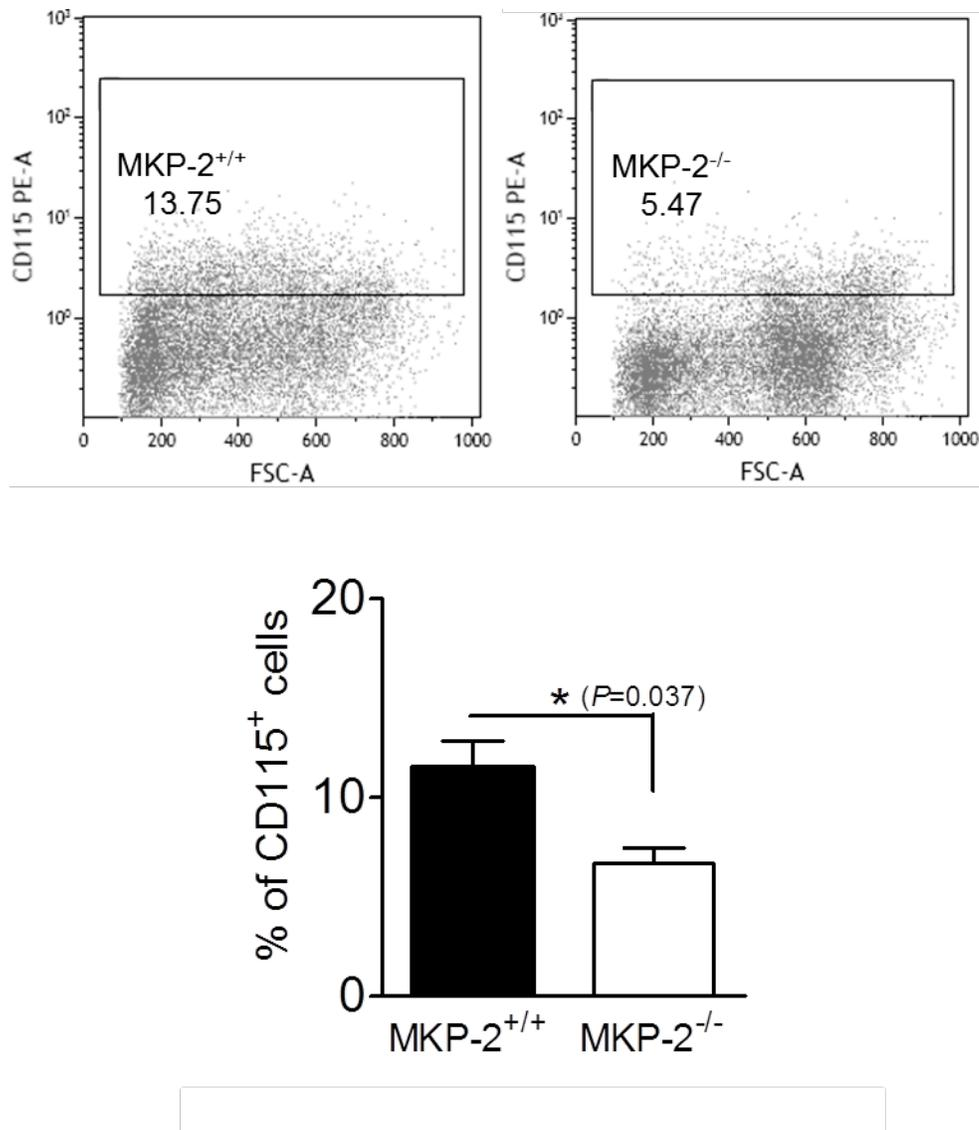 10³
10²
10¹
10⁰
CD115 PE-A
MKP-2⁺/⁺
13.75
0 200 400 600 800 1000
FSC-A
10³
10²
10¹
10⁰
CD115 PE-A
MKP-2⁻/⁻
5.47
0 200 400 600 800 1000
FSC-A
20
10
0
% of CD115⁺ cells
* (P=0.037)
MKP-2⁺/⁺ MKP-2⁻/⁻